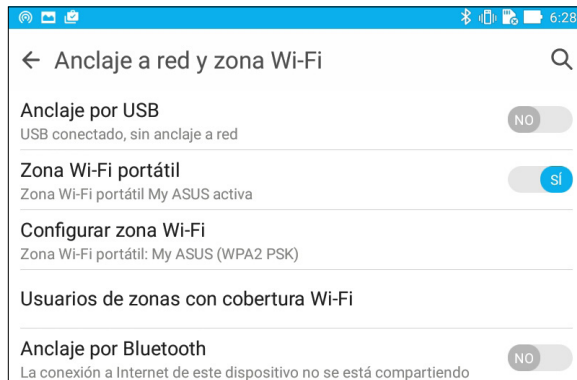 6:28
Anclaje a red y zona Wi-Fi
Anclaje por USB
NO
USB conectado, sin anclaje a red
Zona Wi-Fi portátil
SÍ
Zona Wi-Fi portátil My ASUS activa
Configurar zona Wi-Fi
Zona Wi-Fi portátil: My ASUS (WPA2 PSK)
Usuarios de zonas con cobertura Wi-Fi
Anclaje por Bluetooth
NO
La conexión a Internet de este dispositivo no se está compartiendo